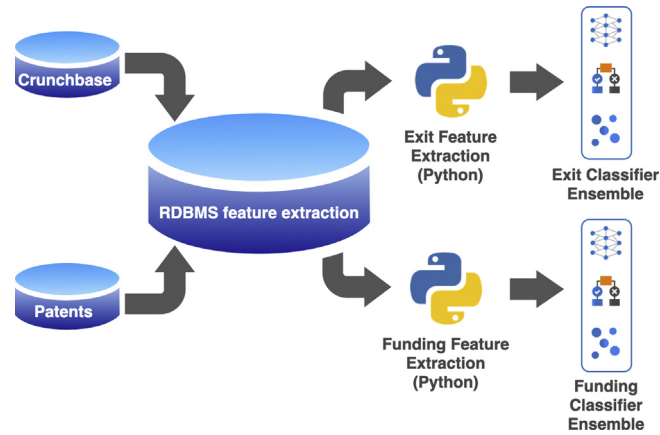 Crunchbase
RDBMS feature extraction
Patents
Exit Feature
Extraction
(Python)
Exit Classifier
Ensemble
Funding Feature
Extraction
(Python)
Funding
Classifier
Ensemble